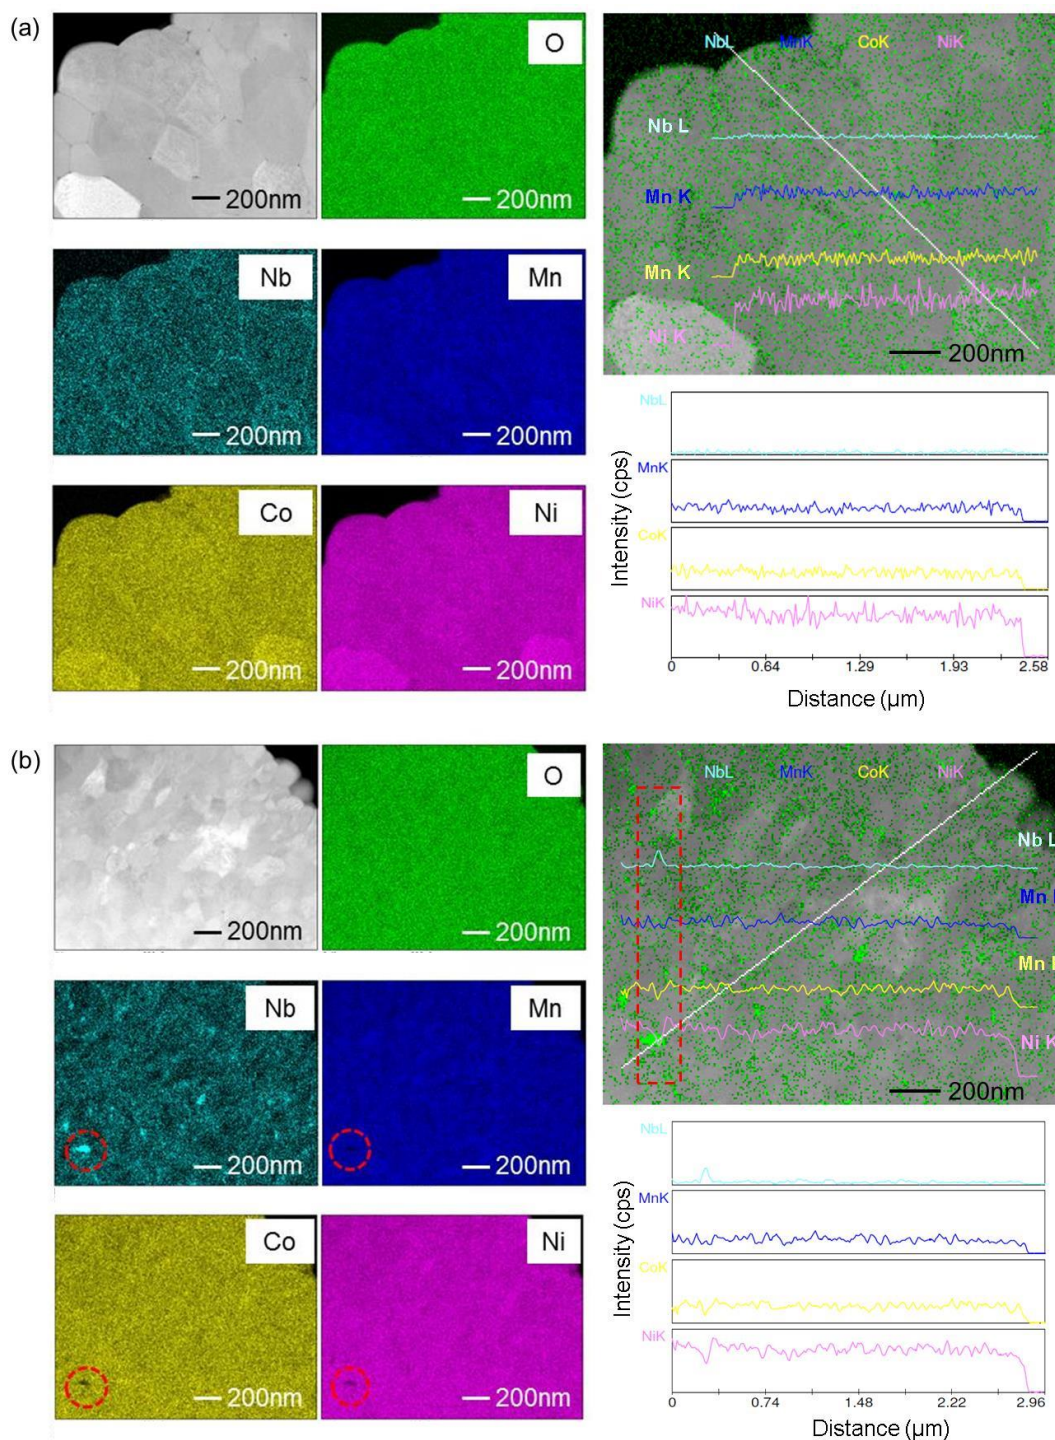 (a)
O
200nm
200nm
NbL MnK CoK NiK
Nb L
Mn K
Mn K
Ni K
200nm
Nb
Mn
200nm
200nm
NbL
MnK
CoK
NiK
Intensity (cps)
0 0.64 1.29 1.93 2.58
Distance (μm)
Co
Ni
200nm
200nm
(b)
O
200nm
200nm
NbL MnK CoK NiK
Nb L
Mn
Mn
Ni K
200nm
Nb
Mn
200nm
200nm
NbL
MnK
CoK
NiK
Intensity (cps)
0 0.74 1.48 2.22 2.96
Distance (μm)
Co
Ni
200nm
200nm